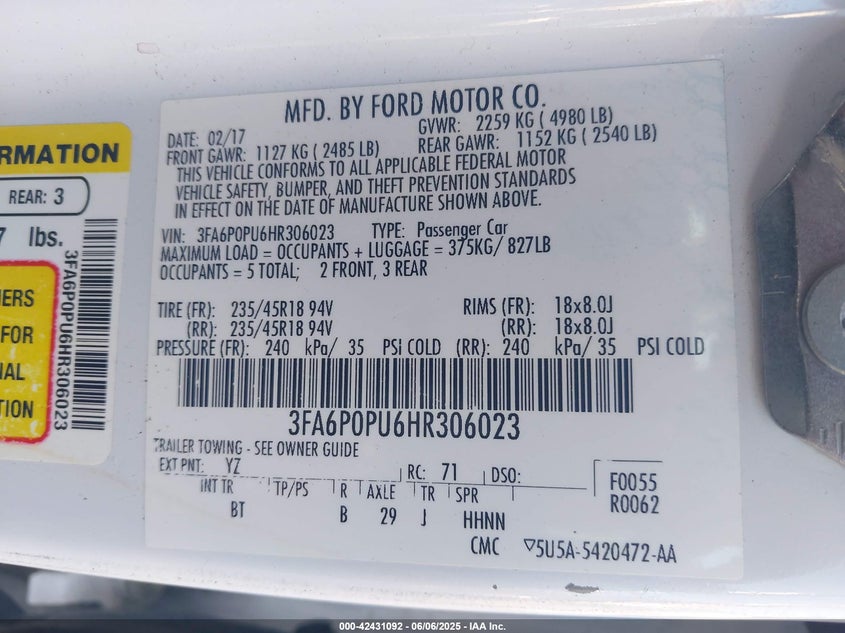 RMATION
REAR: 3
7 lbs.
NERS
FOR
NAL
TION
3FA6P0PU6HR306023
MFD. BY FORD MOTOR CO.
DATE: 02/17 GVWR: 2259 KG ( 4980 LB)
FRONT GAWR: 1127 KG ( 2485 LB) REAR GAWR: 1152 KG ( 2540 LB)
THIS VEHICLE CONFORMS TO ALL APPLICABLE FEDERAL MOTOR
VEHICLE SAFETY, BUMPER, AND THEFT PREVENTION STANDARDS
IN EFFECT ON THE DATE OF MANUFACTURE SHOWN ABOVE.
VIN: 3FA6P0PU6HR306023 TYPE: Passenger Car
MAXIMUM LOAD = OCCUPANTS + LUGGAGE = 375KG/ 827LB
OCCUPANTS = 5 TOTAL; 2 FRONT, 3 REAR
TIRE (FR): 235/45R18 94V RIMS (FR): 18x8.0J
(RR): 235/45R18 94V (RR): 18x8.0J
PRESSURE (FR): 240 kPa/ 35 PSI COLD (RR): 240 kPa/ 35 PSI COLD
3FA6P0PU6HR306023
TRAILER TOWING - SEE OWNER GUIDE
EXT PNT: YZ RC: 71 DSO: F0055
INT TR TP/PS R AXLE TR SPR R0062
BT B 29 J HHNN
CMC ▽5U5A-5420472-AA
000-42431092 - 06/06/2025 - IAA Inc.